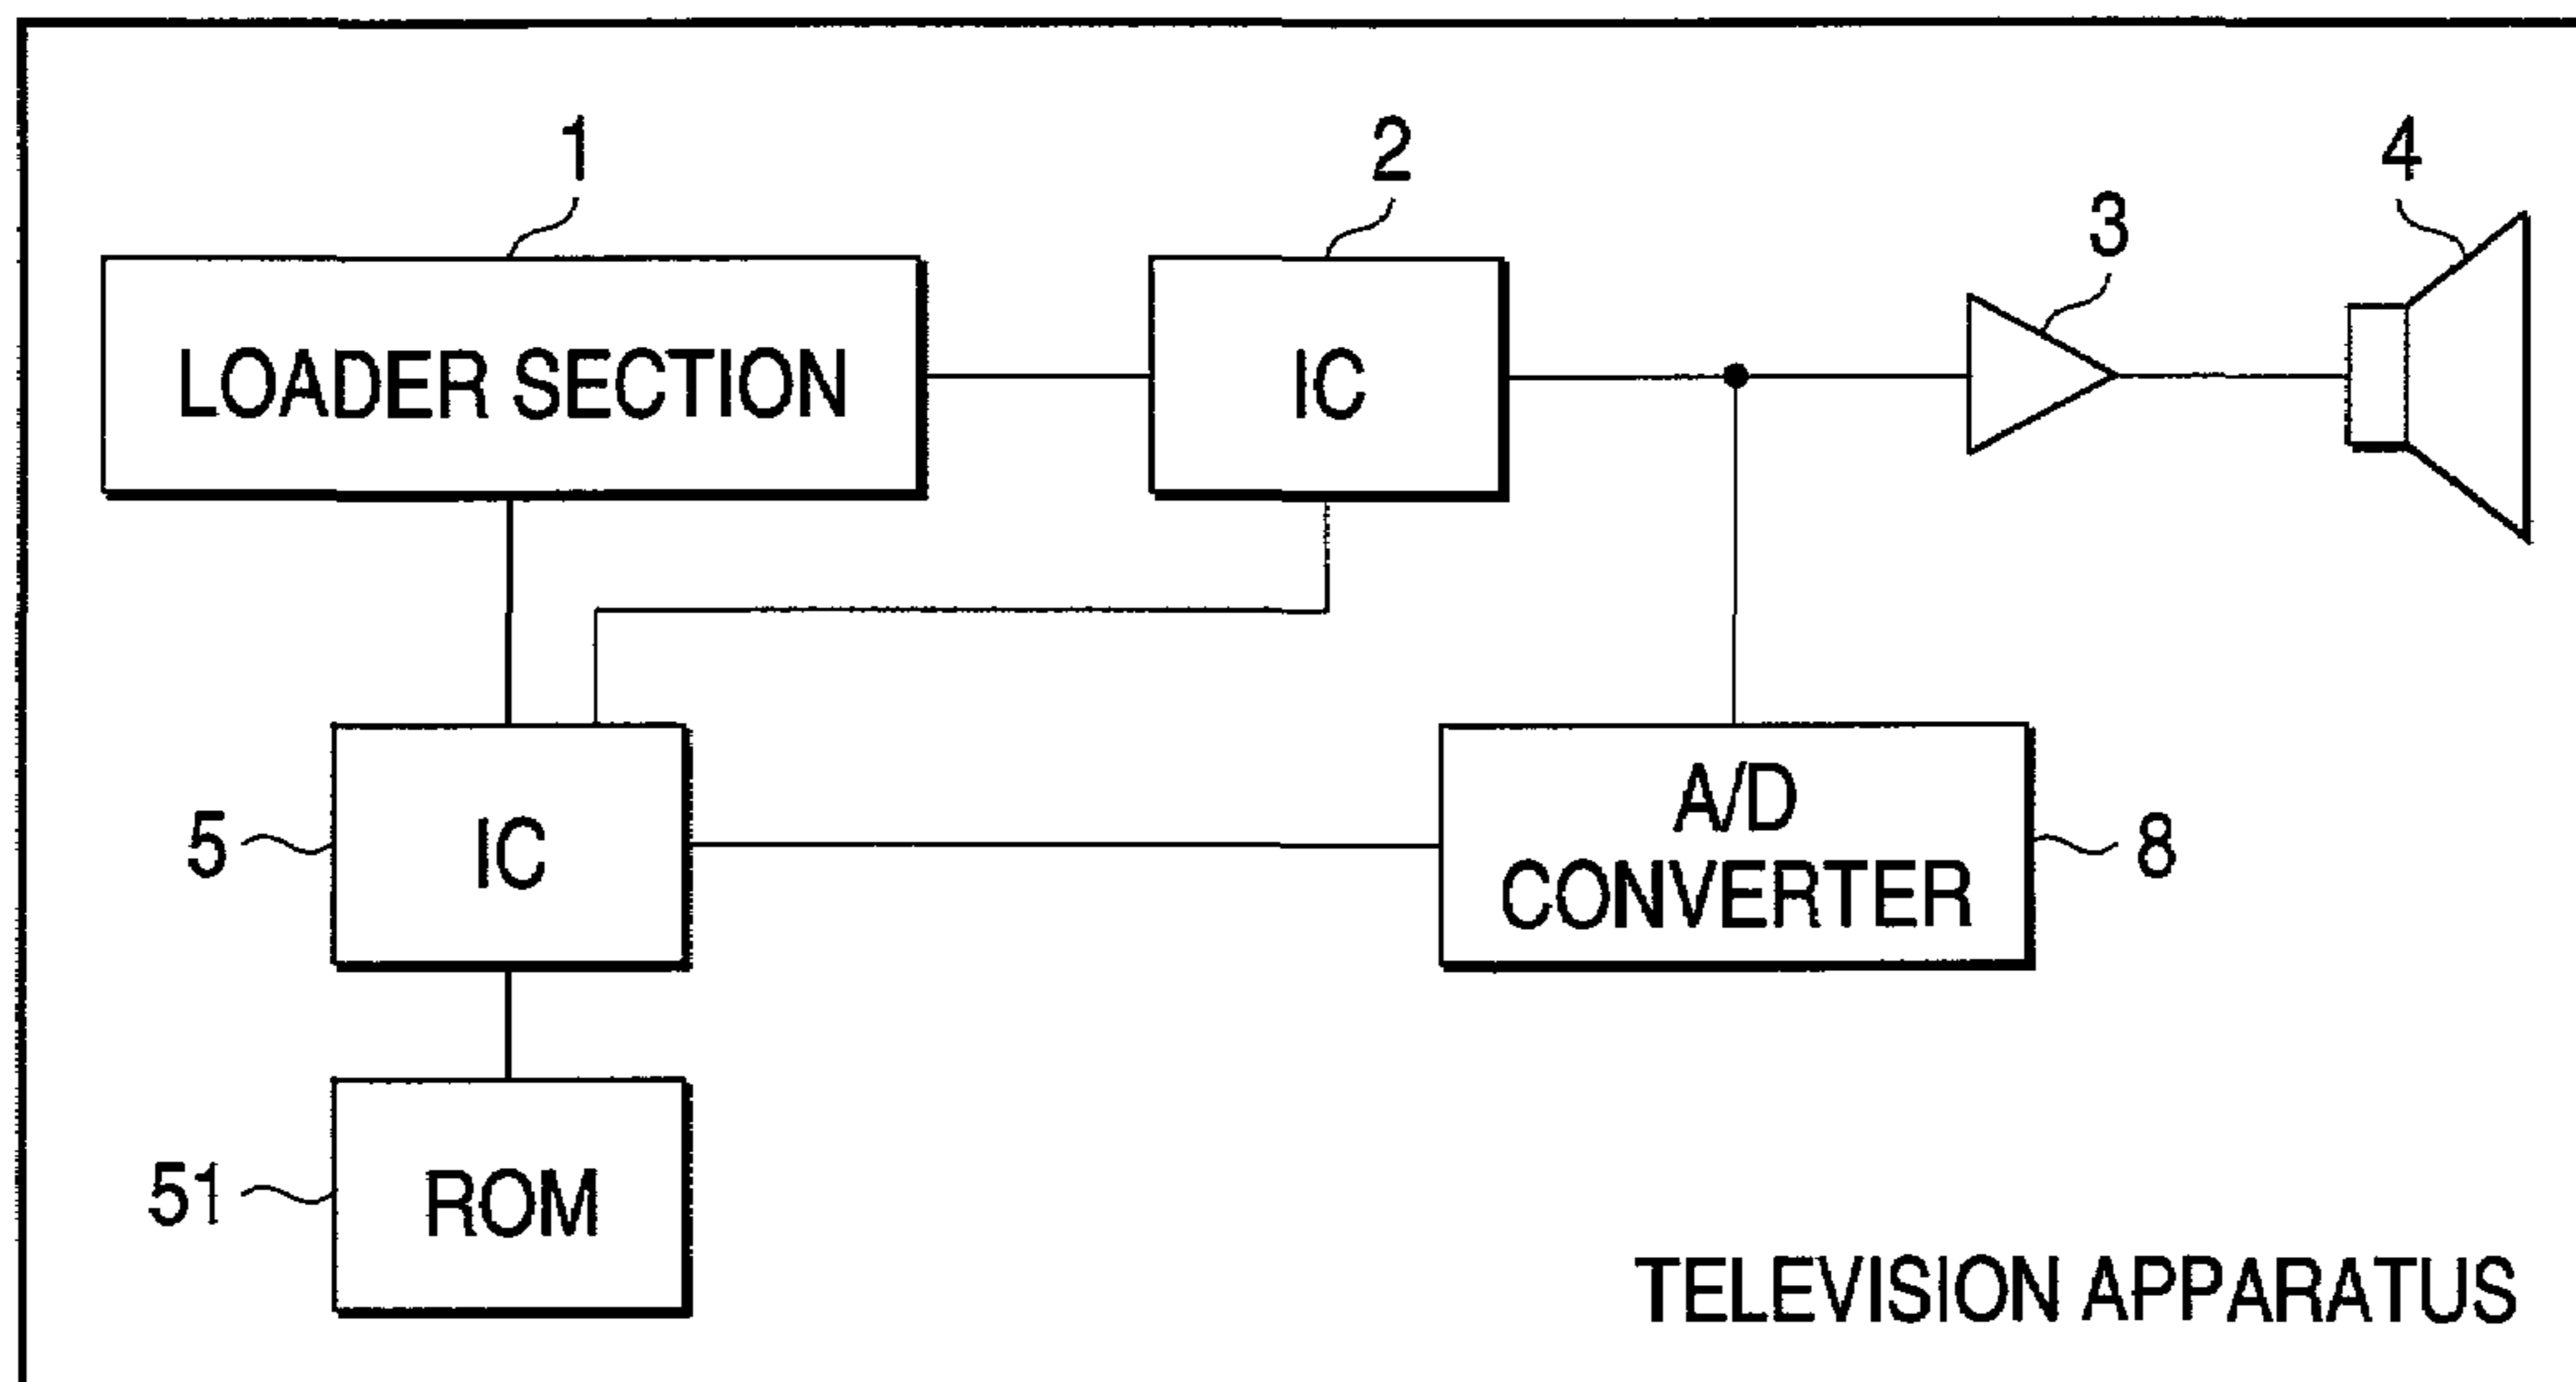 1
2
3
4
LOADER SECTION
IC
5
IC
A/D
CONVERTER
8
51
ROM
TELEVISION APPARATUS